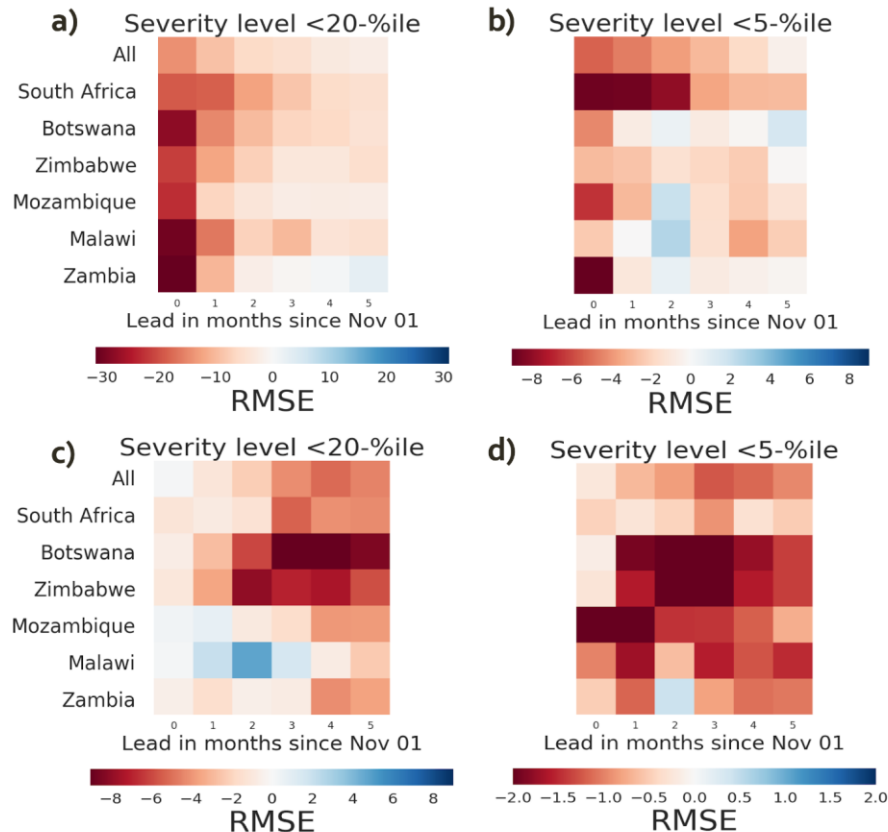 a) Severity level <20-%ile
All
South Africa
Botswana
Zimbabwe
Mozambique
Malawi
Zambia
0 1 2 3 4 5
Lead in months since Nov 01
−30 −20 −10 0 10 20 30
RMSE
b) Severity level <5-%ile
0 1 2 3 4 5
Lead in months since Nov 01
−8 −6 −4 −2 0 2 4 6 8
RMSE
c) Severity level <20-%ile
All
South Africa
Botswana
Zimbabwe
Mozambique
Malawi
Zambia
0 1 2 3 4 5
Lead in months since Nov 01
−8 −6 −4 −2 0 2 4 6 8
RMSE
d) Severity level <5-%ile
0 1 2 3 4 5
Lead in months since Nov 01
−2.0 −1.5 −1.0 −0.5 0.0 0.5 1.0 1.5 2.0
RMSE